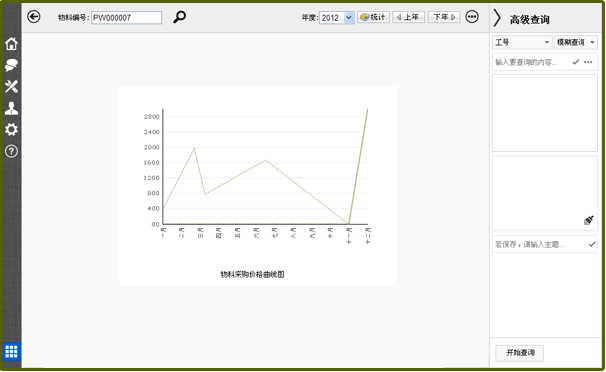 物料编号: PW000007
年度: 2012 统计 上年 下年
高级查询
工号 模糊查询
输入要查询的内容...
2800
2400
2000
1600
1200
800
400
00
一月 二月 三月 四月 五月 六月 七月 八月 九月 十月 十一月 十二月
物料采购价格曲线图
若保存，请输入主题...
开始查询